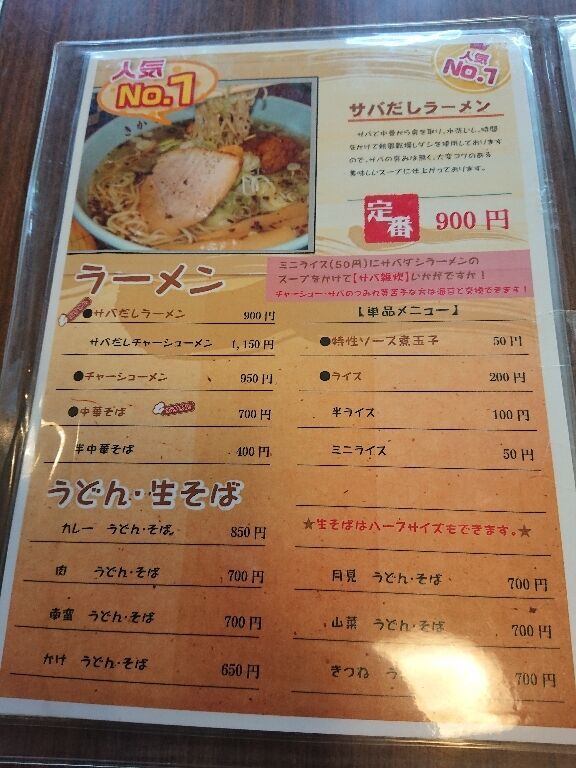 人気
No.1
人気
No.1
サバだしラーメン
定番
900円
ラーメン
ミニライス(50円)にサバダシラーメンの
スープをかけて【サバ雑炊】いかがですか!
●サバだしラーメン 900円
サバだしチャーシューメン 1,150円
●チャーシューメン 950円
●中華そば 700円
半中華そば 400円
【単品メニュー】
●特性ソース煮玉子 50円
●ライス 200円
半ライス 100円
ミニライス 50円
うどん・生そば
カレー うどん・そば 850円
肉 うどん・そば 700円
南蛮 うどん・そば 700円
かけ うどん・そば 650円
★生そばはハーフサイズもできます。★
月見 うどん・そば 700円
山菜 うどん・そば 700円
きつね う 700円